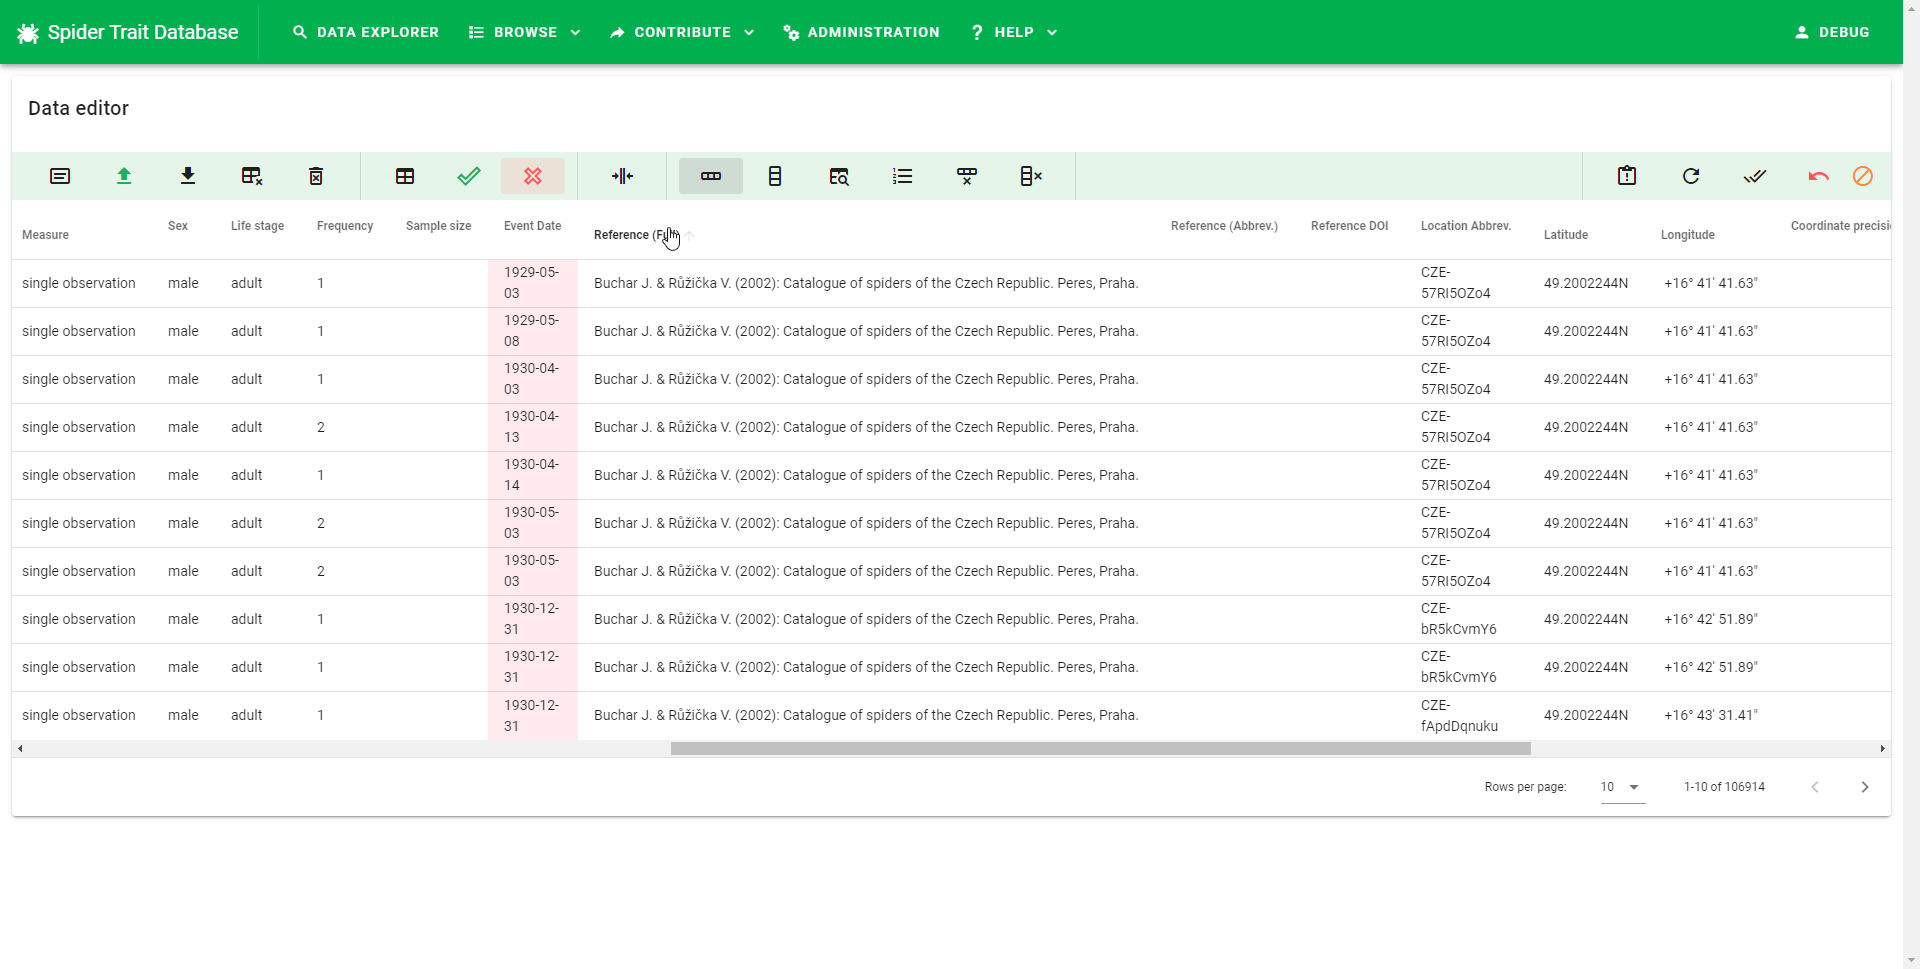 Spider Trait Database
DATA EXPLORER
BROWSE
CONTRIBUTE
ADMINISTRATION
HELP
DEBUG
Data editor
Measure Sex Life stage Frequency Sample size Event Date Reference (Full) Reference (Abbrev.) Reference DOI Location Abbrev. Latitude Longitude Coordinate precisi
single observation male adult 1 1929-05-03 Buchar J. & Růžička V. (2002): Catalogue of spiders of the Czech Republic. Peres, Praha. CZE-57RI5OZo4 49.2002244N +16° 41' 41.63"
single observation male adult 1 1929-05-08 Buchar J. & Růžička V. (2002): Catalogue of spiders of the Czech Republic. Peres, Praha. CZE-57RI5OZo4 49.2002244N +16° 41' 41.63"
single observation male adult 1 1930-04-03 Buchar J. & Růžička V. (2002): Catalogue of spiders of the Czech Republic. Peres, Praha. CZE-57RI5OZo4 49.2002244N +16° 41' 41.63"
single observation male adult 2 1930-04-13 Buchar J. & Růžička V. (2002): Catalogue of spiders of the Czech Republic. Peres, Praha. CZE-57RI5OZo4 49.2002244N +16° 41' 41.63"
single observation male adult 1 1930-04-14 Buchar J. & Růžička V. (2002): Catalogue of spiders of the Czech Republic. Peres, Praha. CZE-57RI5OZo4 49.2002244N +16° 41' 41.63"
single observation male adult 2 1930-05-03 Buchar J. & Růžička V. (2002): Catalogue of spiders of the Czech Republic. Peres, Praha. CZE-57RI5OZo4 49.2002244N +16° 41' 41.63"
single observation male adult 2 1930-05-03 Buchar J. & Růžička V. (2002): Catalogue of spiders of the Czech Republic. Peres, Praha. CZE-57RI5OZo4 49.2002244N +16° 41' 41.63"
single observation male adult 1 1930-12-31 Buchar J. & Růžička V. (2002): Catalogue of spiders of the Czech Republic. Peres, Praha. CZE-bR5kCvmY6 49.2002244N +16° 42' 51.89"
single observation male adult 1 1930-12-31 Buchar J. & Růžička V. (2002): Catalogue of spiders of the Czech Republic. Peres, Praha. CZE-bR5kCvmY6 49.2002244N +16° 42' 51.89"
single observation male adult 1 1930-12-31 Buchar J. & Růžička V. (2002): Catalogue of spiders of the Czech Republic. Peres, Praha. CZE-fApdDqnuku 49.2002244N +16° 43' 31.41"
Rows per page: 10 1-10 of 106914